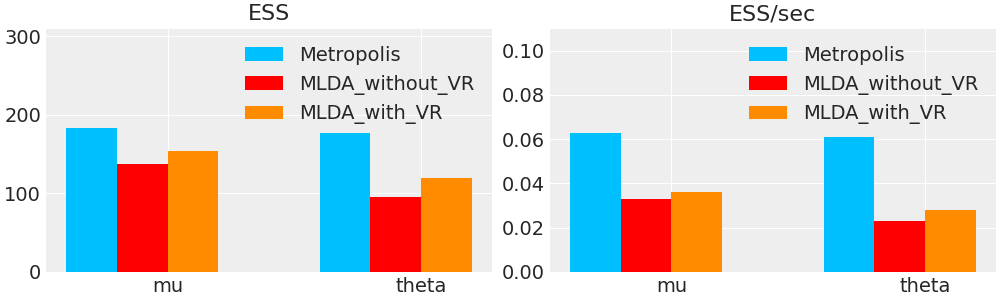 ESS
300
200
100
0
Metropolis
MLDA_without_VR
MLDA_with_VR
mu
theta
ESS/sec
0.10
0.08
0.06
0.04
0.02
0.00
Metropolis
MLDA_without_VR
MLDA_with_VR
mu
theta